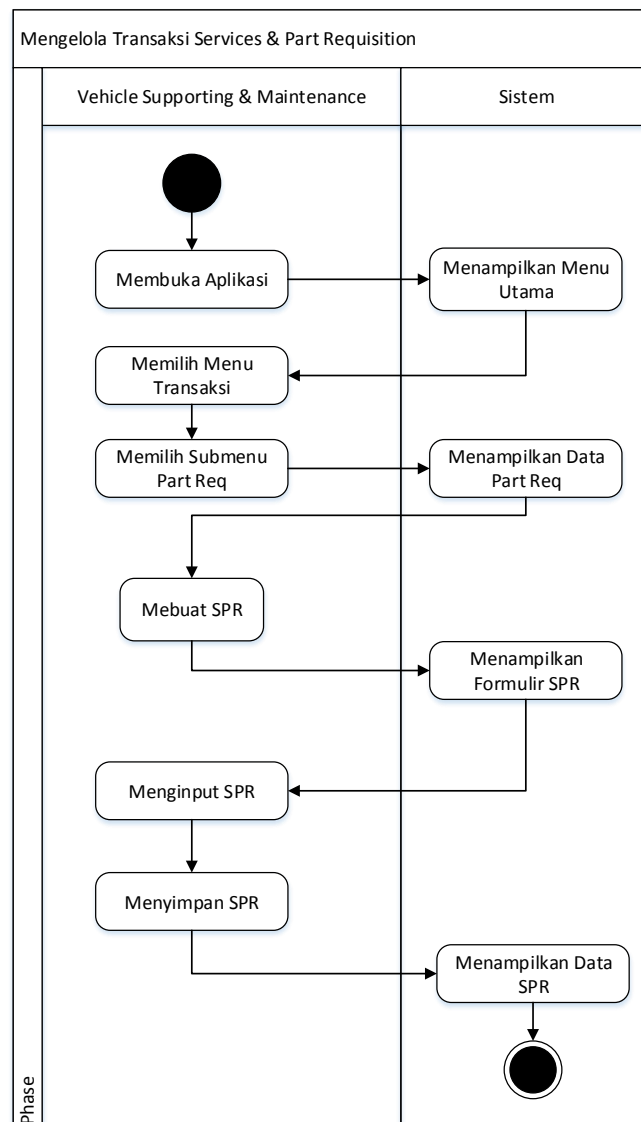 Mengelola Transaksi Services & Part Requisition
Vehicle Supporting & Maintenance
Sistem
Membuka Aplikasi
Menampilkan Menu
Utama
Memilih Menu
Transaksi
Memilih Submenu
Part Req
Menampilkan Data
Part Req
Mebuat SPR
Menampilkan
Formulir SPR
Menginput SPR
Menyimpan SPR
Menampilkan Data
SPR
Phase